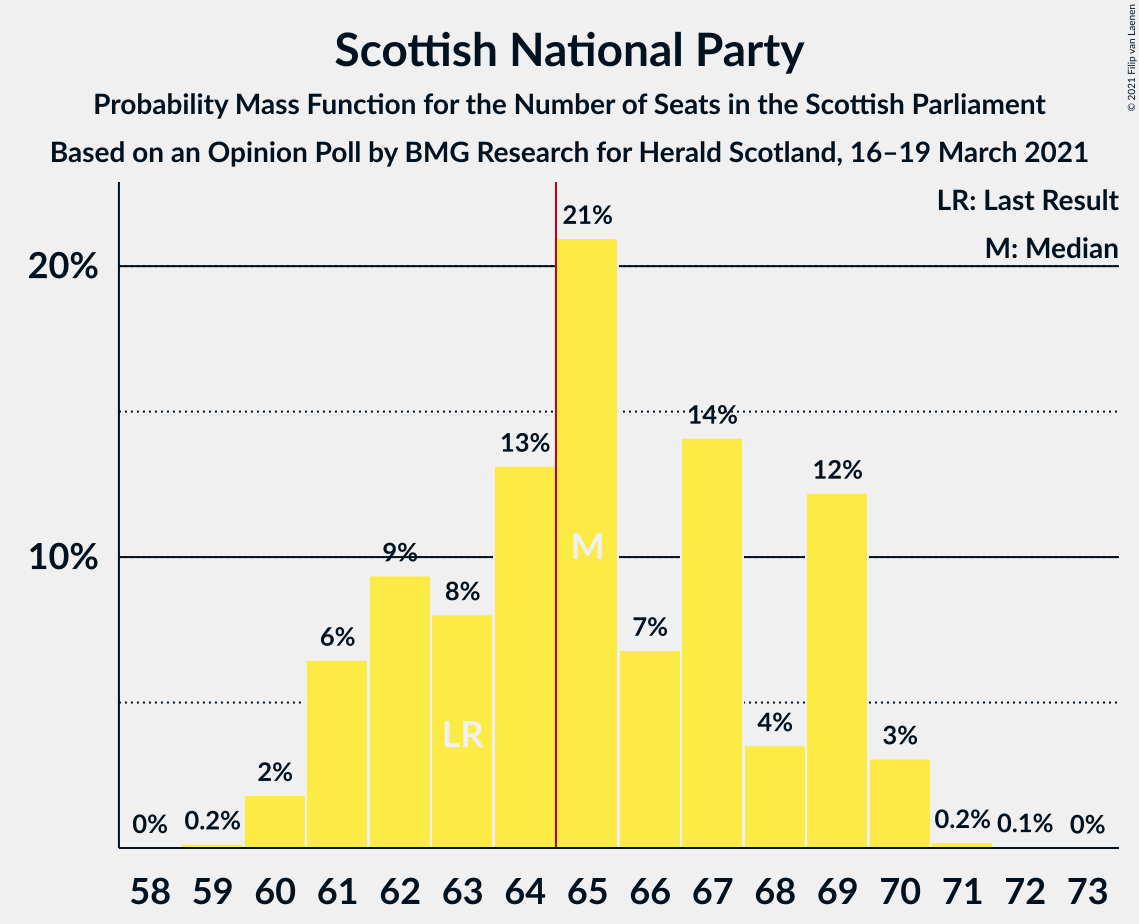 Scottish National Party
Probability Mass Function for the Number of Seats in the Scottish Parliament
Based on an Opinion Poll by BMG Research for Herald Scotland, 16–19 March 2021
© 2021 Filip van Laenen
LR: Last Result
M: Median
20%
10%
0%
0.2%
2%
6%
9%
8%
13%
21%
7%
14%
4%
12%
3%
0.2%
0.1%
0%
LR
M
58 59 60 61 62 63 64 65 66 67 68 69 70 71 72 73